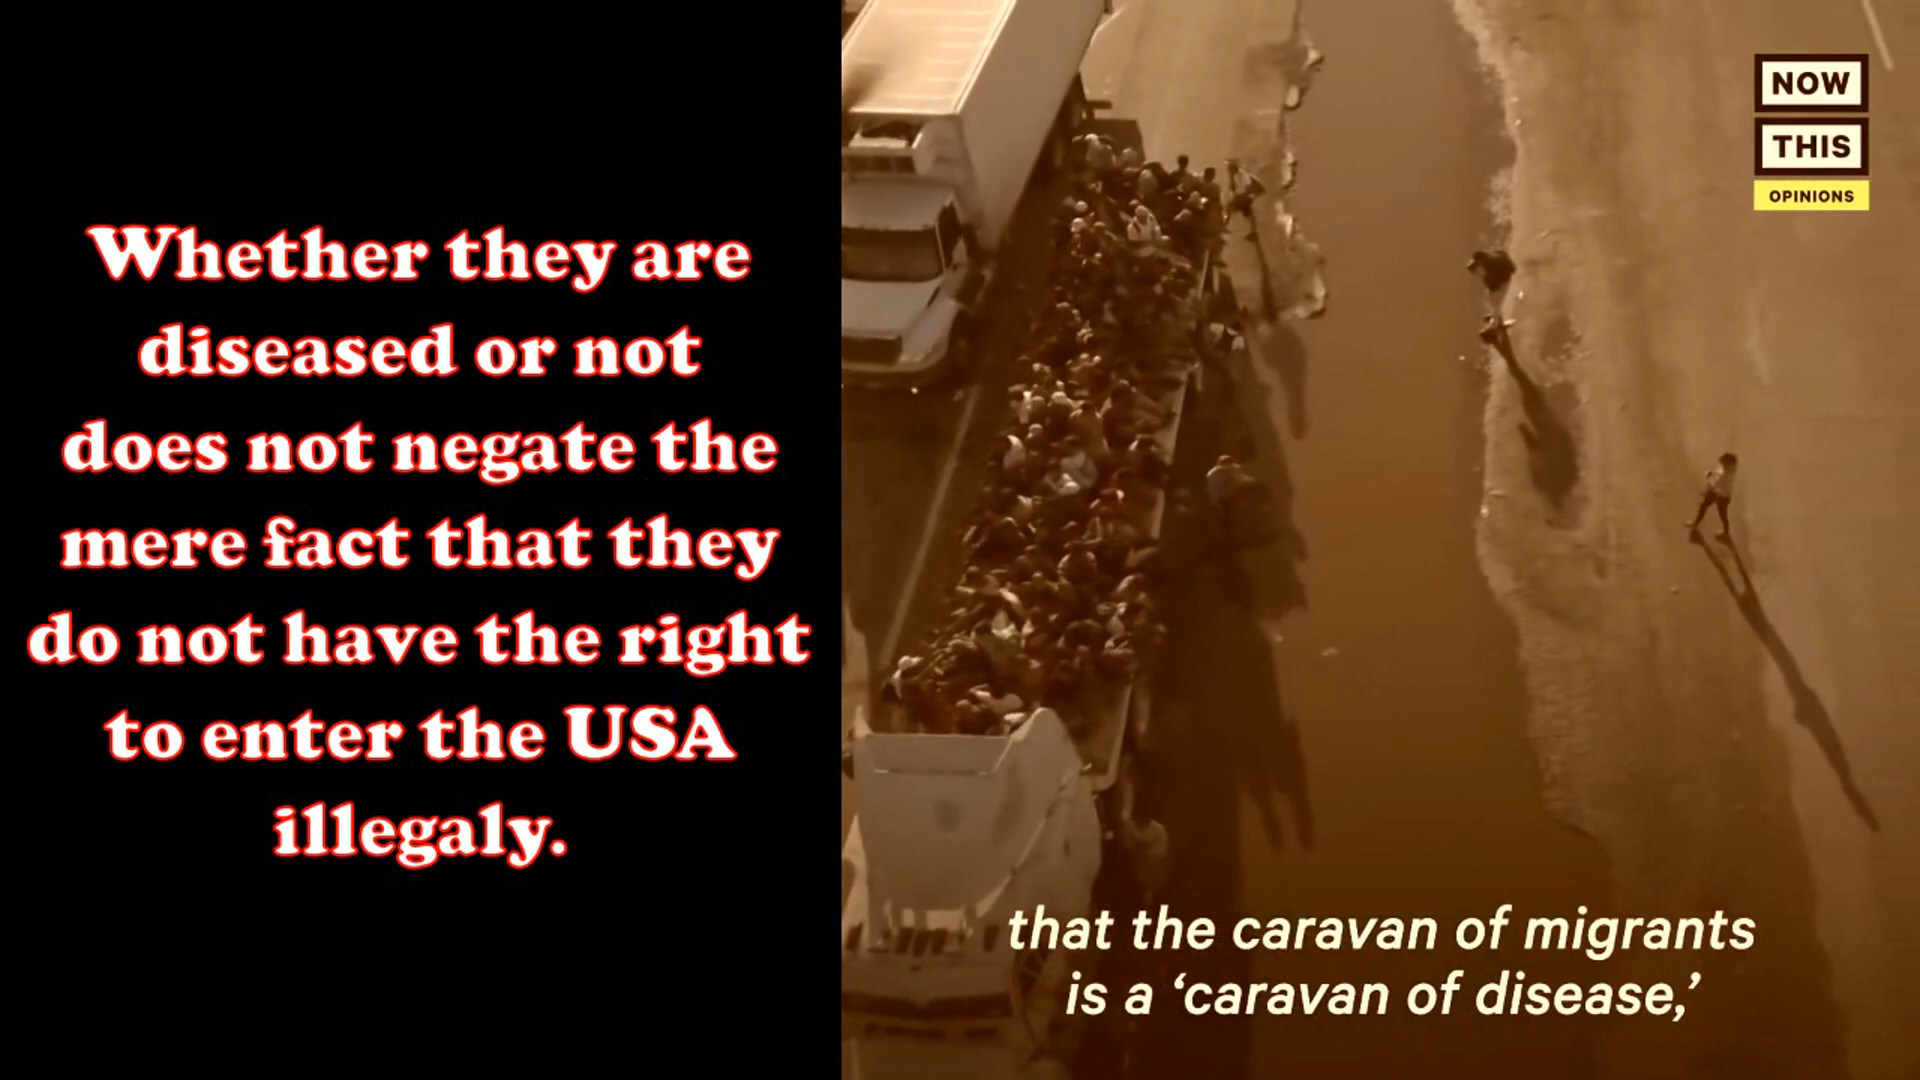 Whether they are
diseased or not
does not negate the
mere fact that they
do not have the right
to enter the USA
illegaly.
NOW
THIS
OPINIONS
that the caravan of migrants
is a ‘caravan of disease,’